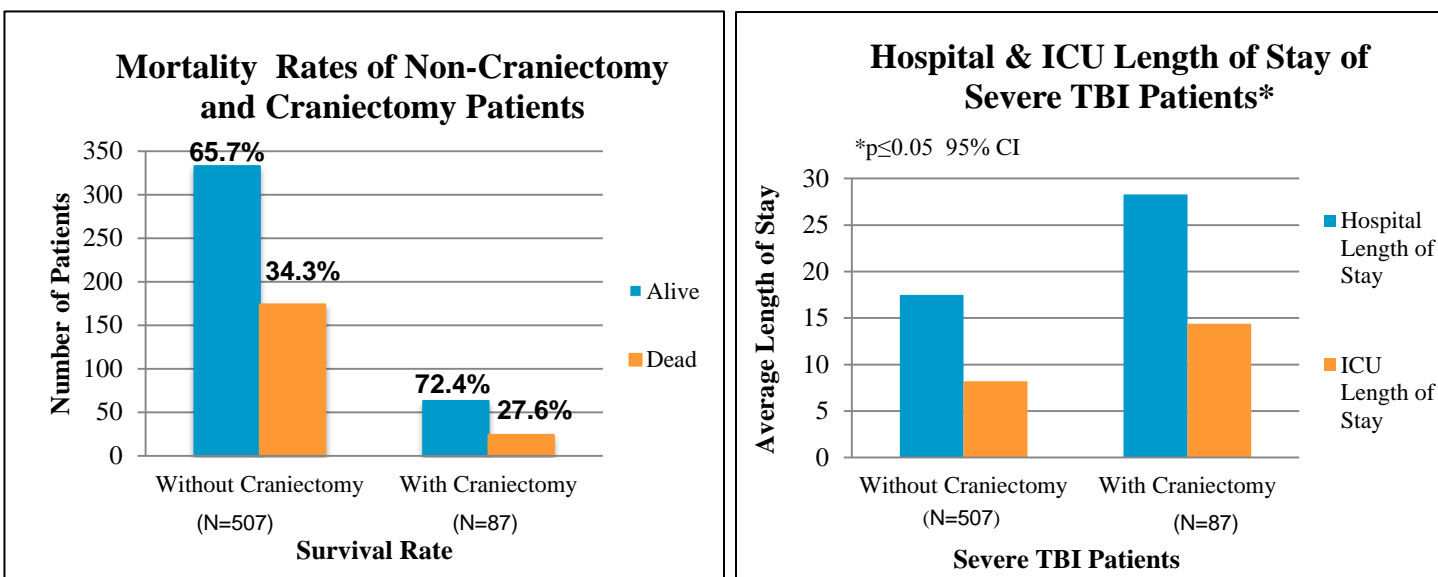 Mortality Rates of Non-Craniectomy
and Craniectomy Patients
Number of Patients
350
300
250
200
150
100
50
0
65.7%
34.3%
72.4%
27.6%
Alive
Dead
Without Craniectomy
(N=507)
With Craniectomy
(N=87)
Survival Rate
Hospital & ICU Length of Stay of
Severe TBI Patients*
*p≤0.05 95% CI
Average Length of Stay
30
25
20
15
10
5
0
Hospital
Length of
Stay
ICU
Length of
Stay
Without Craniectomy
(N=507)
With Craniectomy
(N=87)
Severe TBI Patients